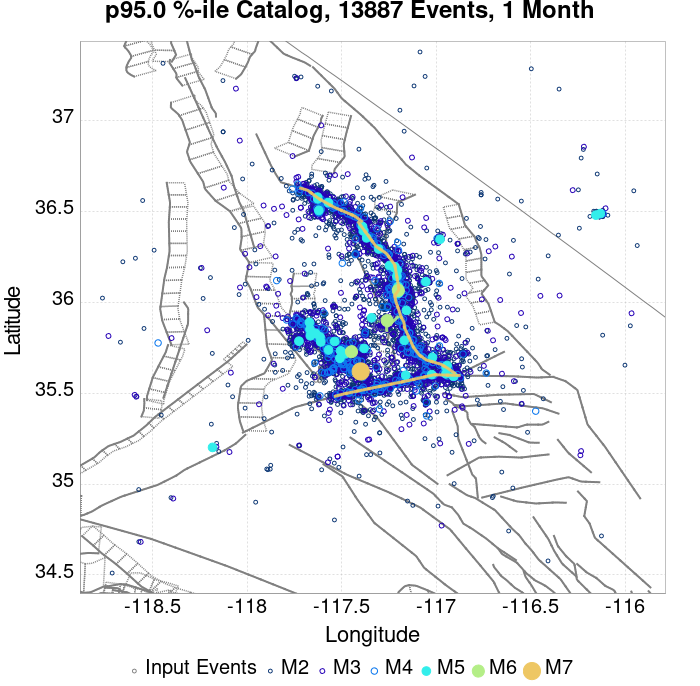 p95.0 %-ile Catalog, 13887 Events, 1 Month
37
36.5
36
35.5
35
34.5
Latitude
-118.5 -118 -117.5 -117 -116.5 -116
Longitude
Input Events M2 M3 M4 M5 M6 M7